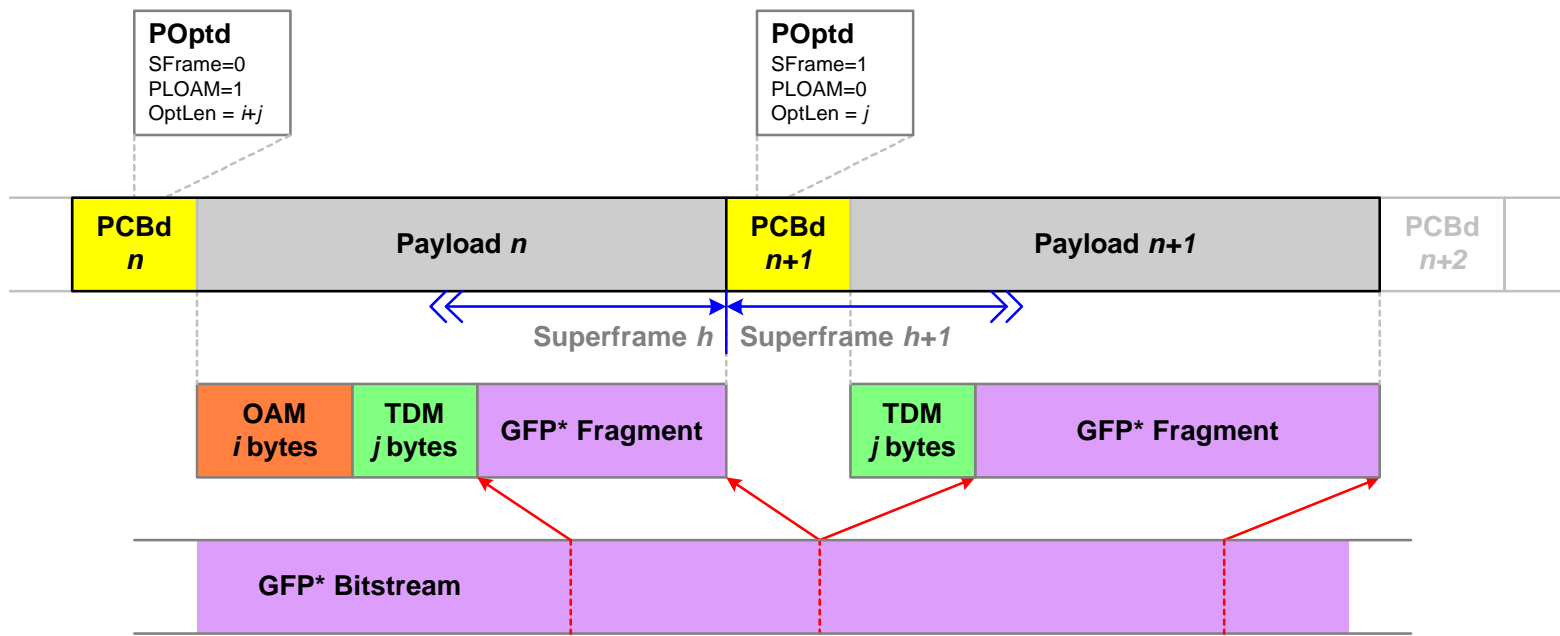 POptd
SFrame=0
PLOAM=1
OptLen = i+j
POptd
SFrame=1
PLOAM=0
OptLen = j
PCBd
n
Payload n
PCBd
n+1
Payload n+1
PCBd
n+2
Superframe h
Superframe h+1
OAM
i bytes
TDM
j bytes
GFP* Fragment
TDM
j bytes
GFP* Fragment
GFP* Bitstream